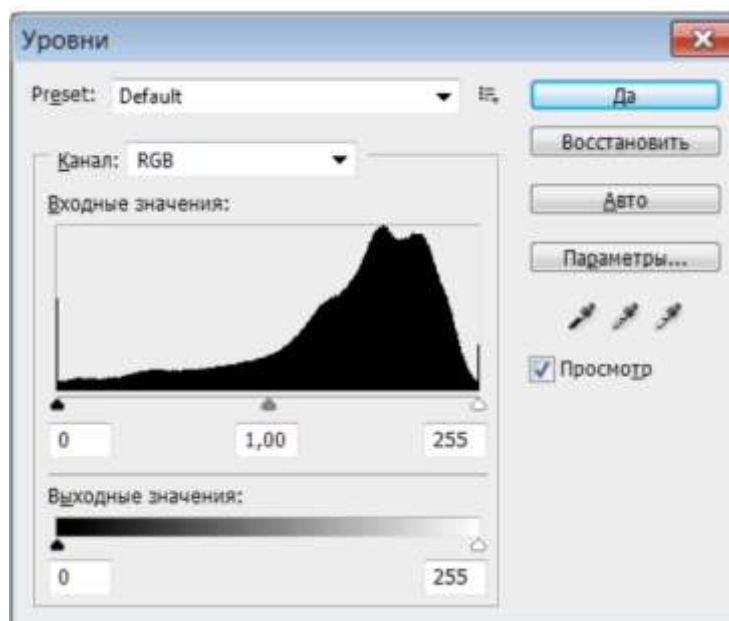 Уровни
Preset: Default
Да
Восстановить
Авто
Параметры...
Просмотр
Канал: RGB
Входные значения:
0 1,00 255
Выходные значения:
0 255